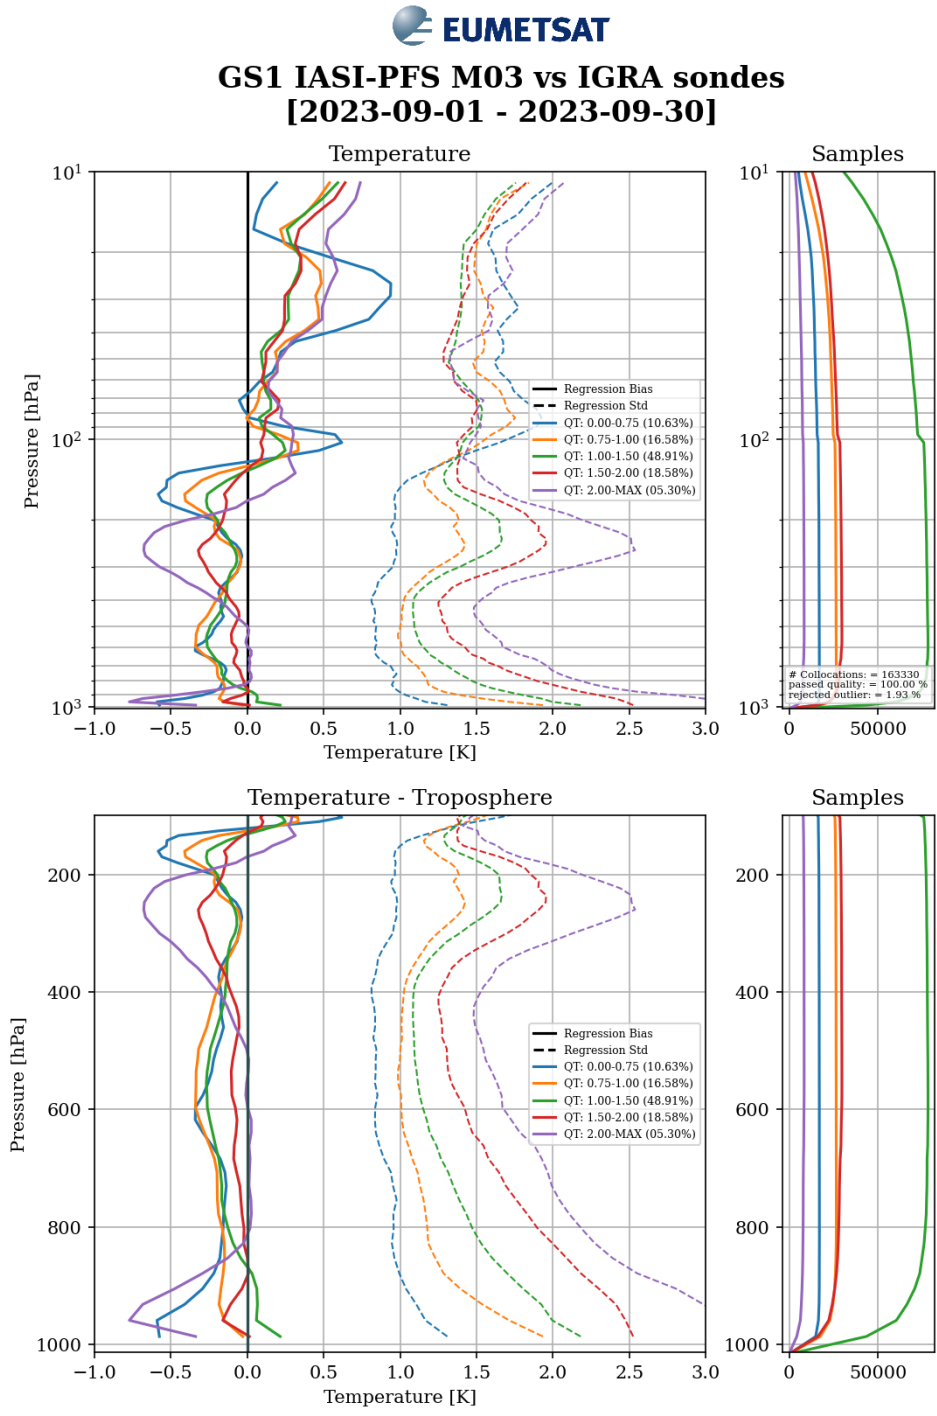 EUMETSAT
GS1 IASI-PFS M03 vs IGRA sondes
[2023-09-01 - 2023-09-30]
Temperature
Samples
Pressure [hPa]
10¹
10²
10³
Regression Bias
Regression Std
QT: 0.00-0.75 (10.63%)
QT: 0.75-1.00 (16.58%)
QT: 1.00-1.50 (48.91%)
QT: 1.50-2.00 (18.58%)
QT: 2.00-MAX (05.30%)
−1.0 −0.5 0.0 0.5 1.0 1.5 2.0 2.5 3.0
Temperature [K]
10¹
10²
10³
# Collocations: = 163330
passed quality: = 100.00 %
rejected outlier: = 1.93 %
0 50000
Temperature - Troposphere
Samples
Pressure [hPa]
200
400
600
800
1000
Regression Bias
Regression Std
QT: 0.00-0.75 (10.63%)
QT: 0.75-1.00 (16.58%)
QT: 1.00-1.50 (48.91%)
QT: 1.50-2.00 (18.58%)
QT: 2.00-MAX (05.30%)
−1.0 −0.5 0.0 0.5 1.0 1.5 2.0 2.5 3.0
Temperature [K]
200
400
600
800
1000
0 50000